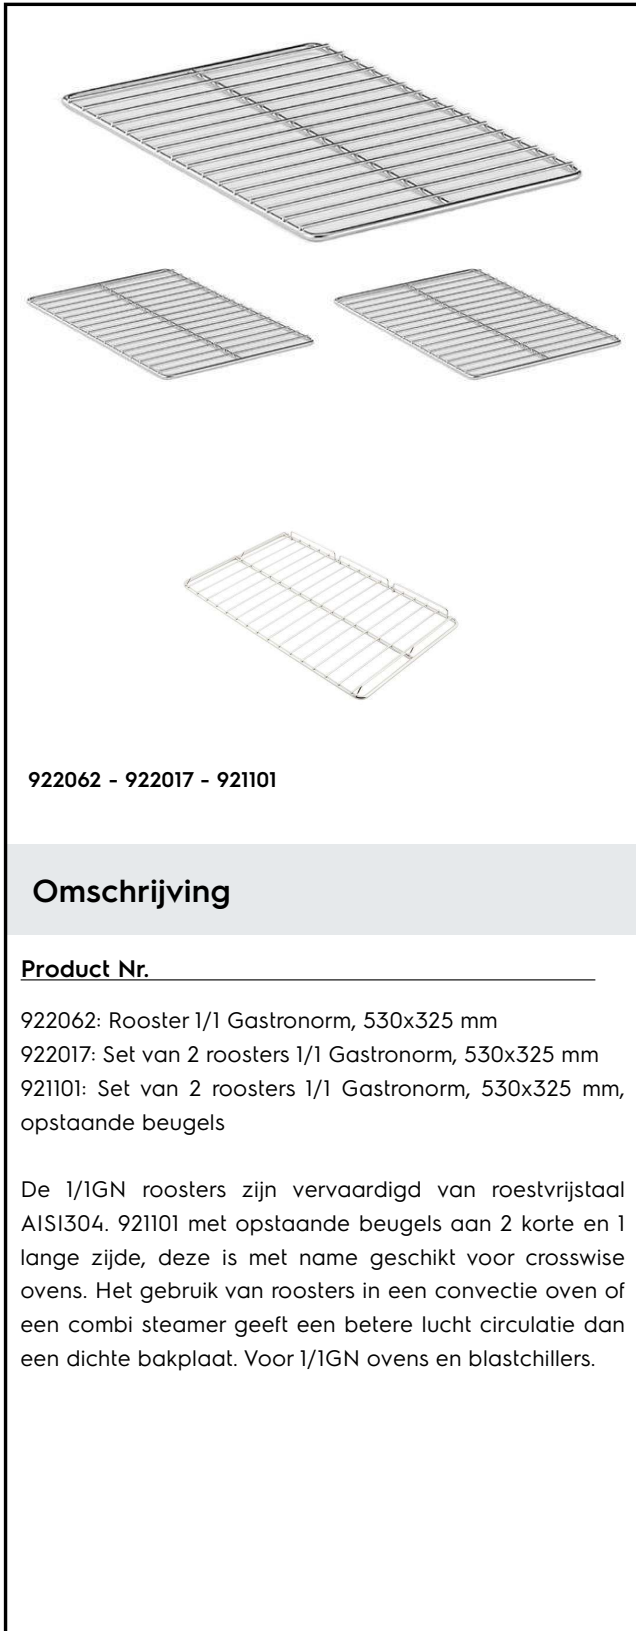 922062 - 922017 - 921101
Omschrijving
Product Nr.
922062: Rooster 1/1 Gastronorm, 530x325 mm
922017: Set van 2 roosters 1/1 Gastronorm, 530x325 mm
921101: Set van 2 roosters 1/1 Gastronorm, 530x325 mm,
opstaande beugels
De 1/1GN roosters zijn vervaardigd van roestvrijstaal
AISI304. 921101 met opstaande beugels aan 2 korte en 1
lange zijde, deze is met name geschikt voor crosswise
ovens. Het gebruik van roosters in een convectie oven of
een combi steamer geeft een betere lucht circulatie dan
een dichte bakplaat. Voor 1/1GN ovens en blastchillers.